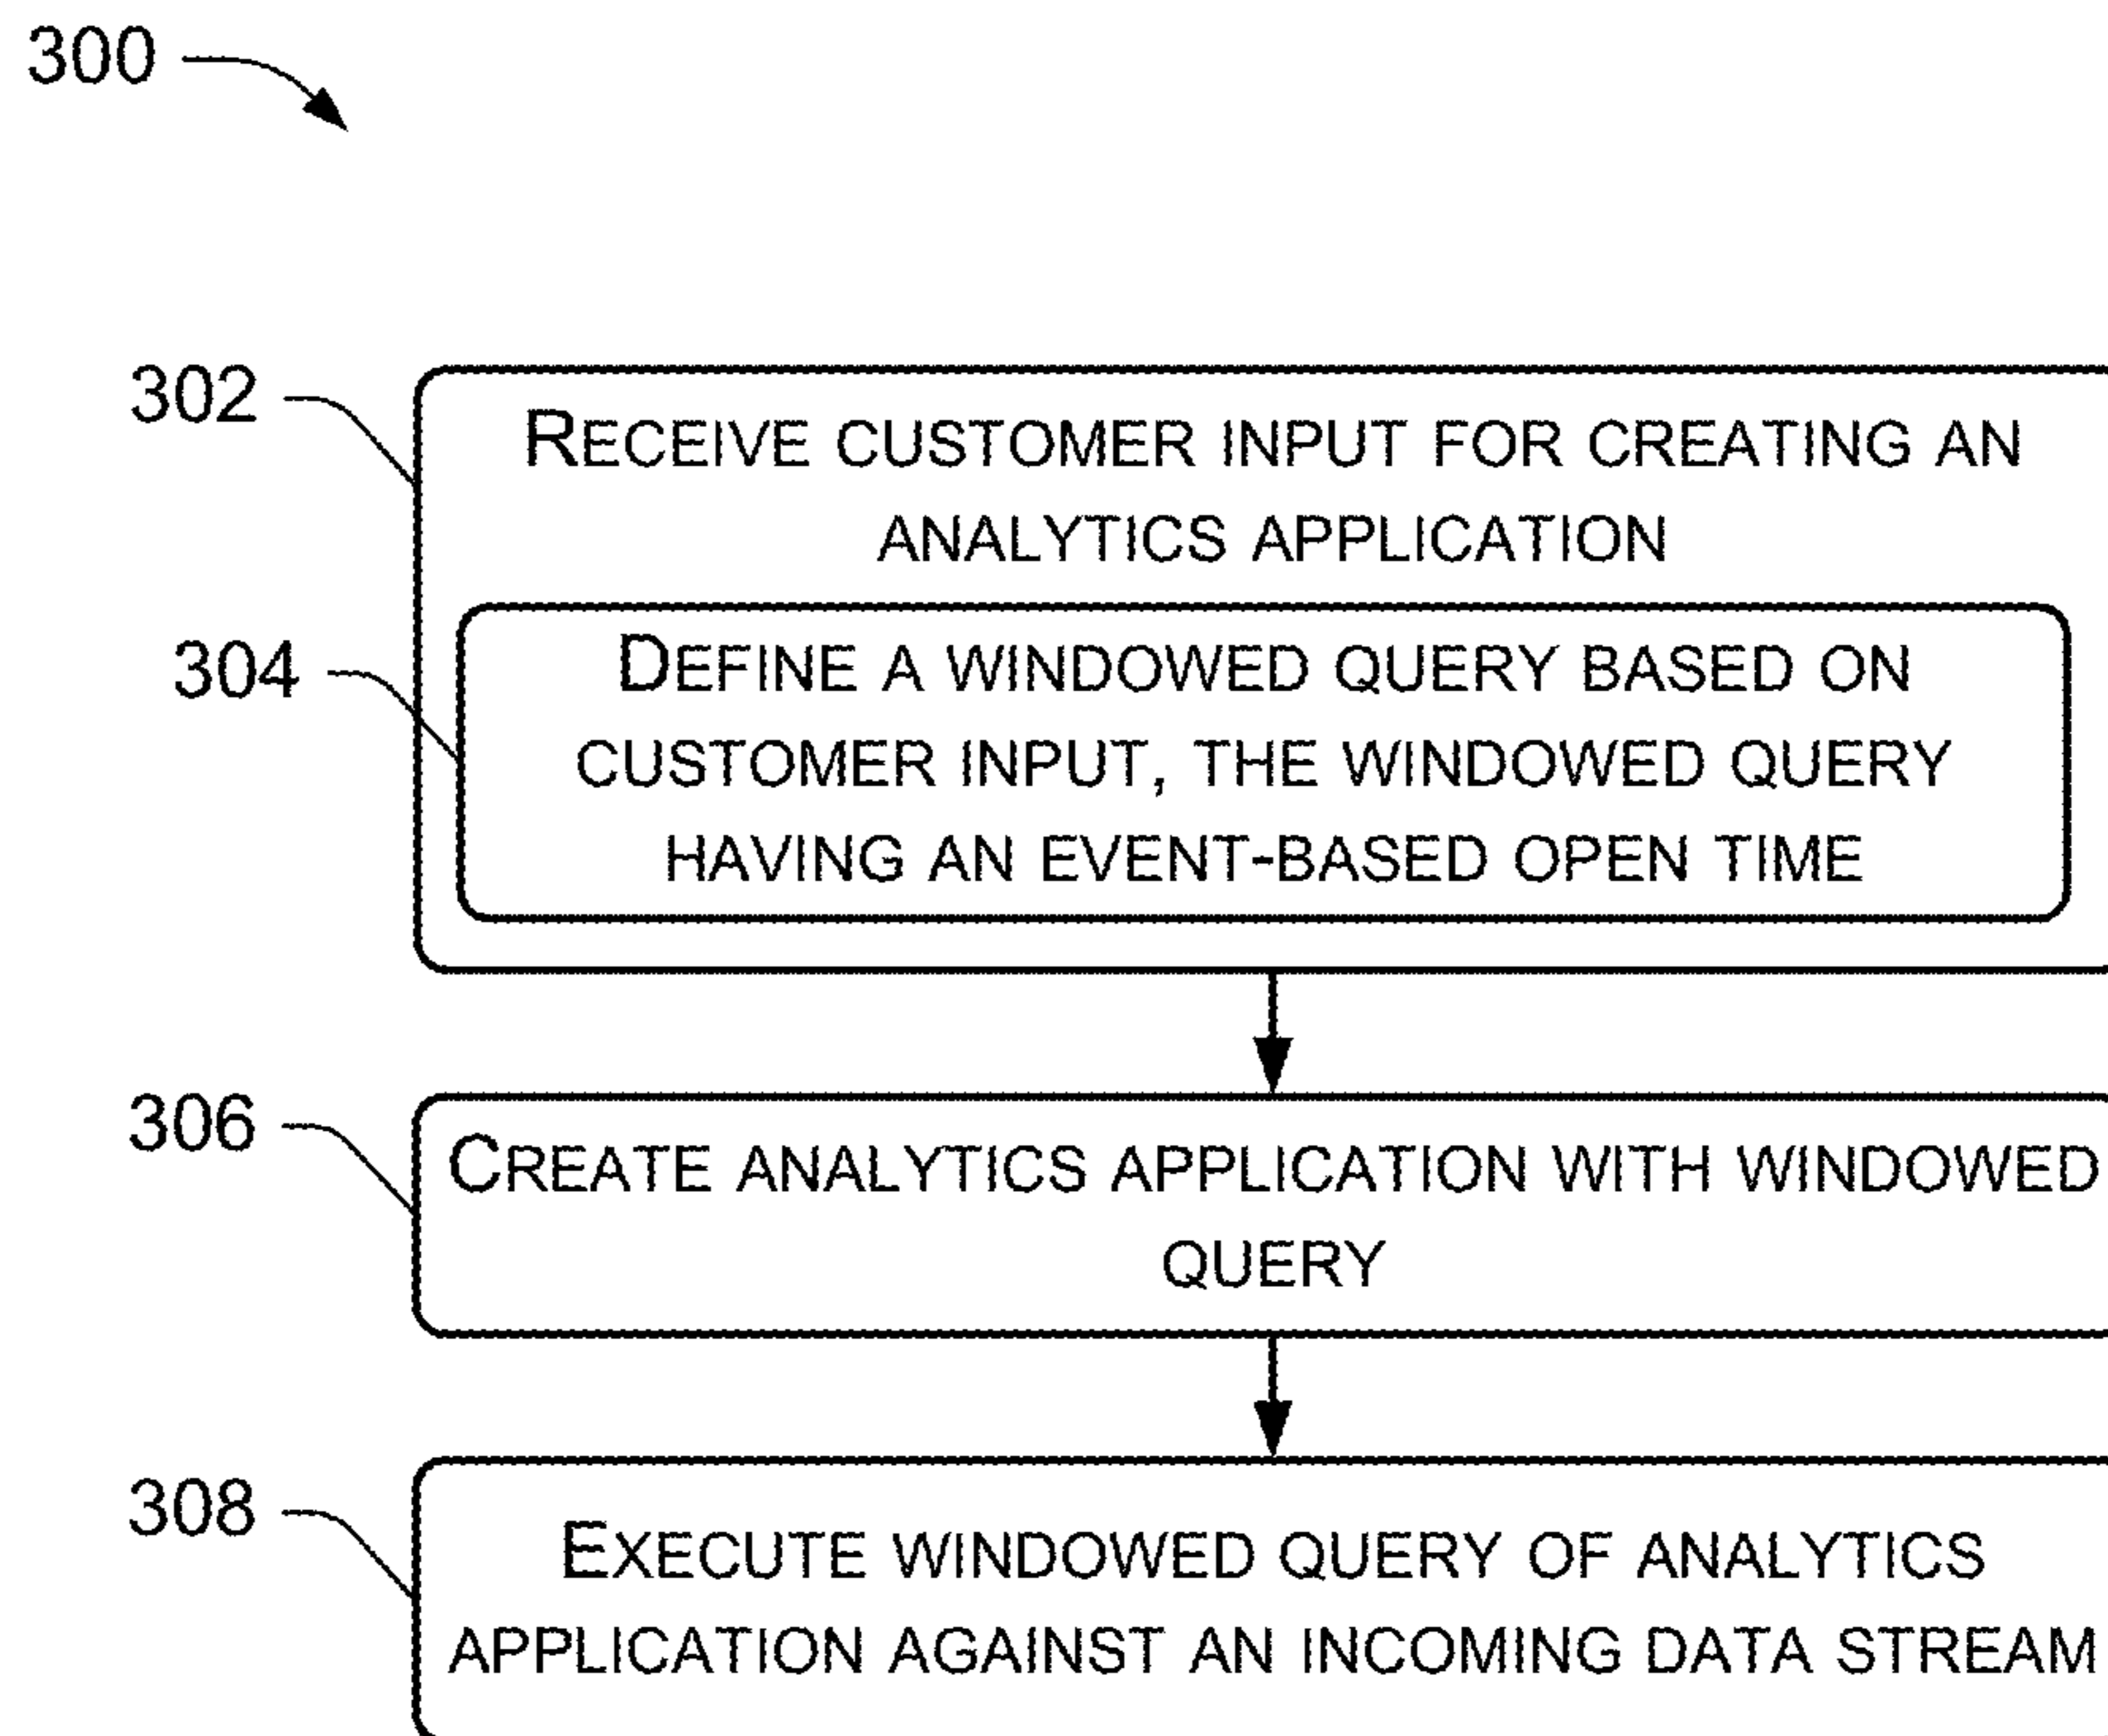 300
302
RECEIVE CUSTOMER INPUT FOR CREATING AN
ANALYTICS APPLICATION
304
DEFINE A WINDOWED QUERY BASED ON
CUSTOMER INPUT, THE WINDOWED QUERY
HAVING AN EVENT-BASED OPEN TIME
306
CREATE ANALYTICS APPLICATION WITH WINDOWED
QUERY
308
EXECUTE WINDOWED QUERY OF ANALYTICS
APPLICATION AGAINST AN INCOMING DATA STREAM